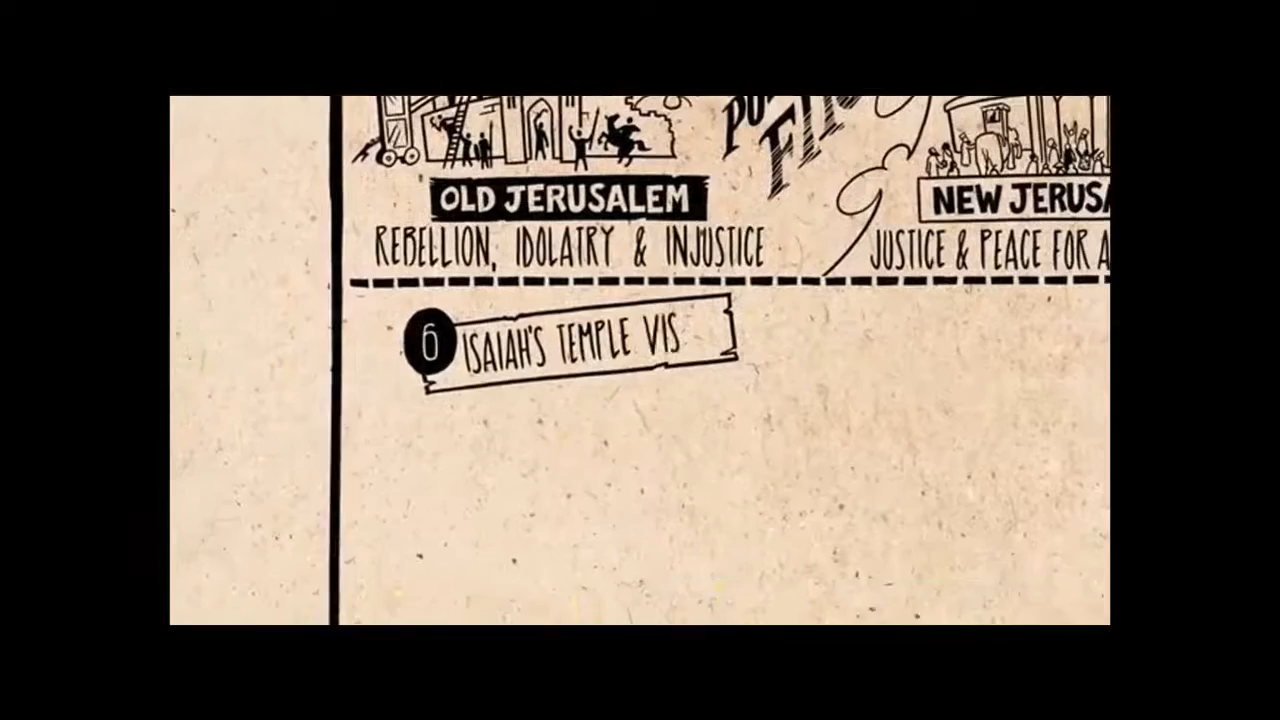 OLD JERUSALEM
NEW JERUSA
REBELLION, IDOLATRY & INJUSTICE
JUSTICE & PEACE FOR A
6 ISAIAH'S TEMPLE VIS